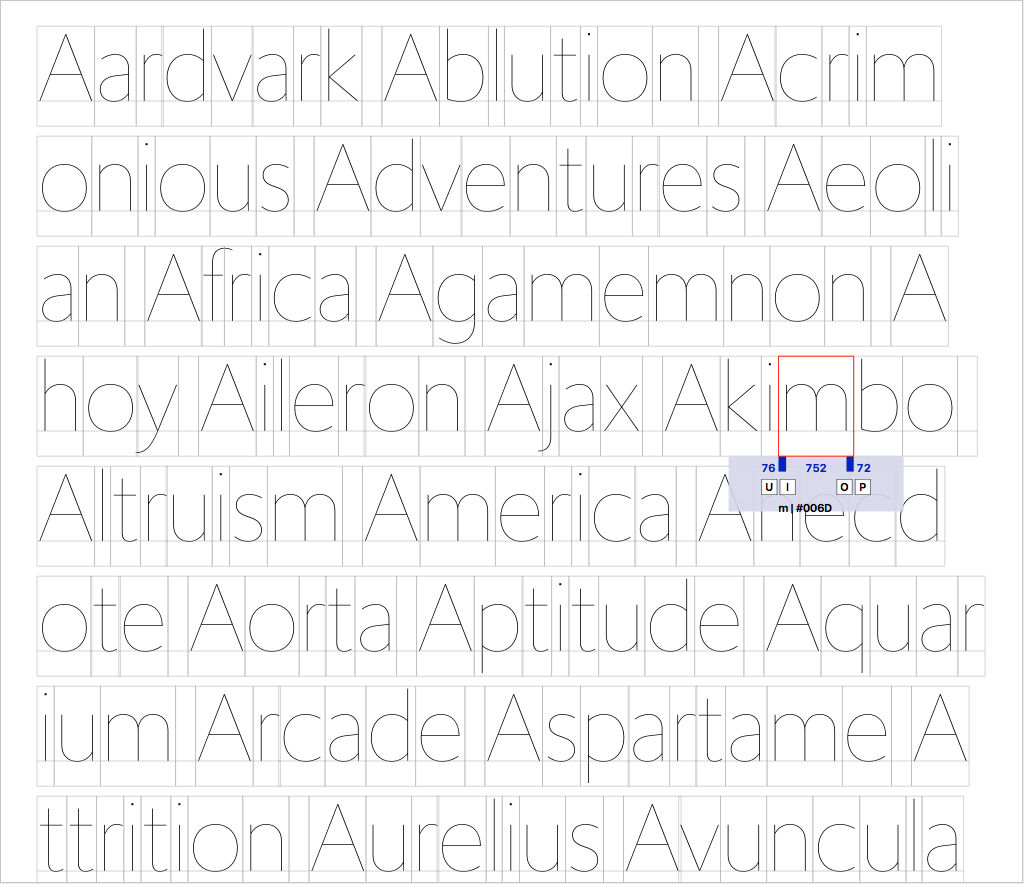 Aardvark Ablution Acrim
onious Adventures Aeoli
an Africa Agamemnon A
hoy Aileron Ajax Akimbo
76 752 72
U I O P
m | #006D
Altruism America Anecd
ote Aorta Aptitude Aquar
ium Arcade Aspartame A
ttrition Aurelius Avuncula